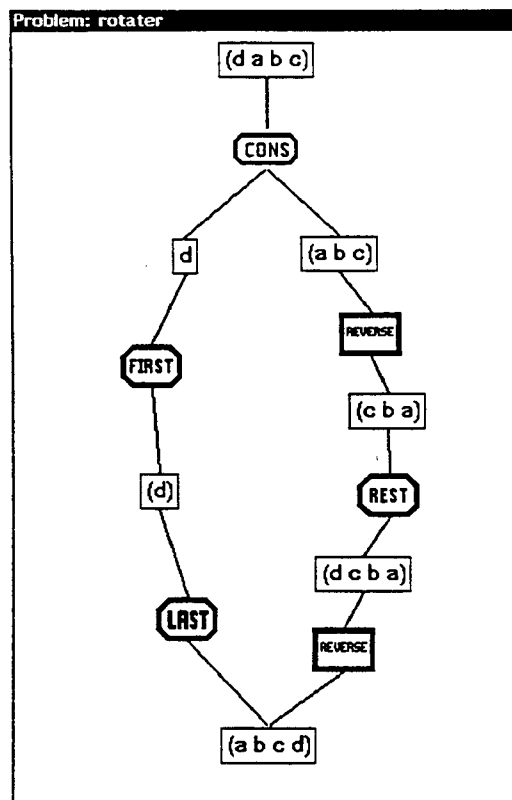 Problem: rotater
(d a b c)
CONS
d
(a b c)
REVERSE
FIRST
(c b a)
(d)
REST
(d c b a)
LAST
REVERSE
(a b c d)